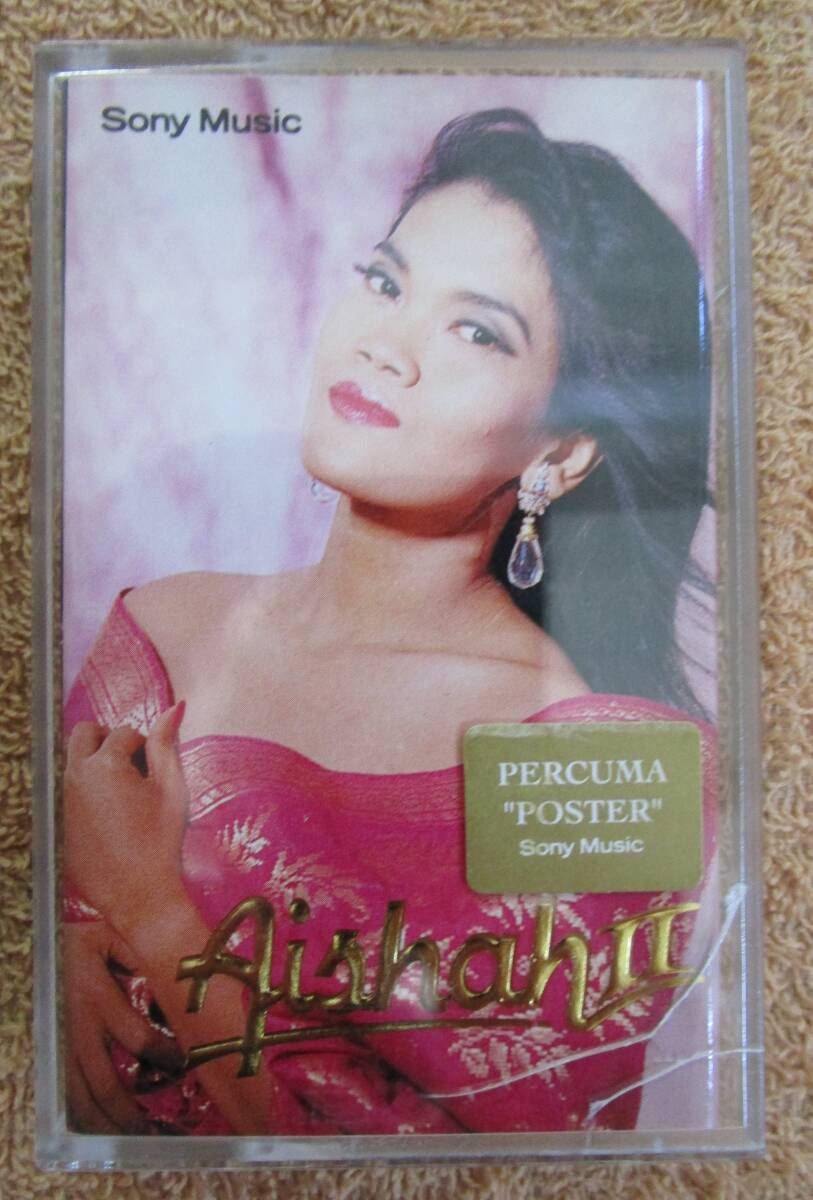 Sony Music
PERCUMA
"POSTER"
Sony Music
Aishah II